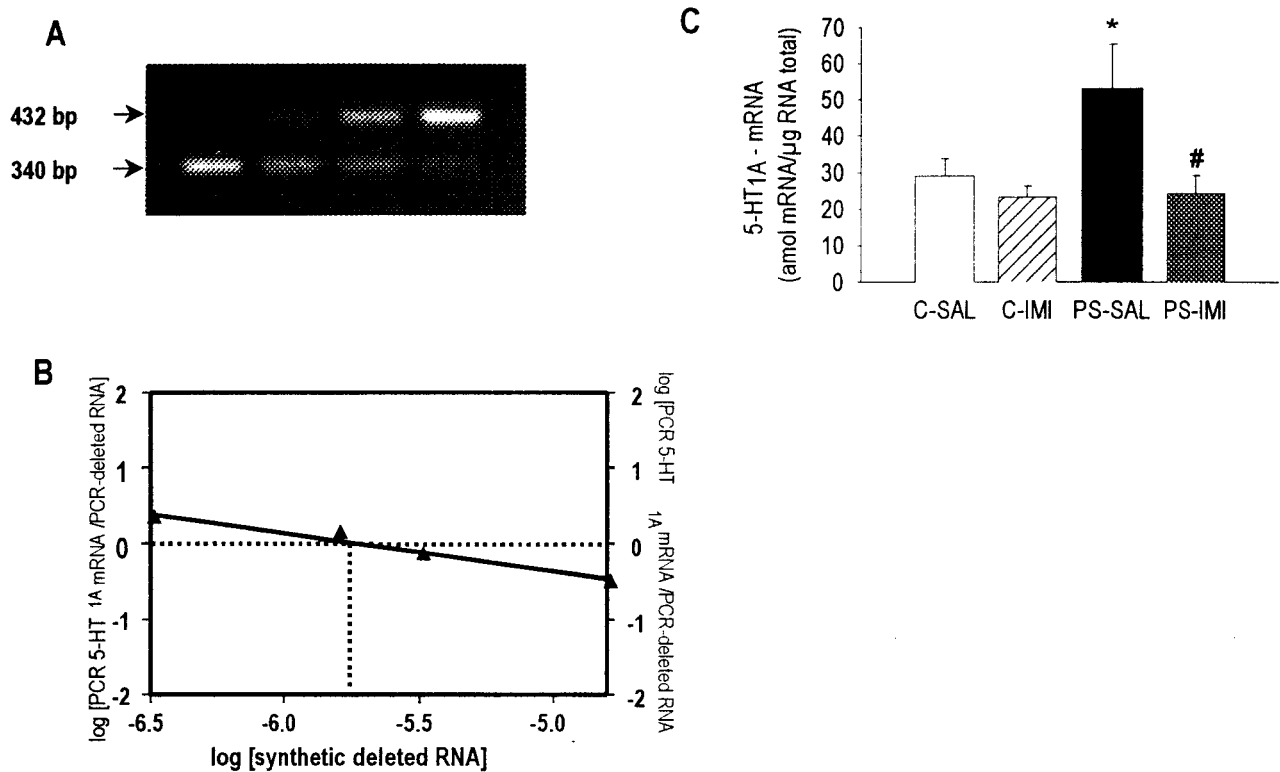 A
432 bp
340 bp
C
5-HT1A - mRNA
(amol mRNA/µg RNA total)
70
60
50
40
30
20
10
0
*
#
C-SAL C-IMI PS-SAL PS-IMI
B
log [PCR 5-HT 1A mRNA /PCR-deleted RNA]
2
1
0
-1
-2
2
1
0
-1
-2
log [PCR 5-HT 1A mRNA /PCR-deleted RNA
-6.5 -6.0 -5.5 -5.0
log [synthetic deleted RNA]